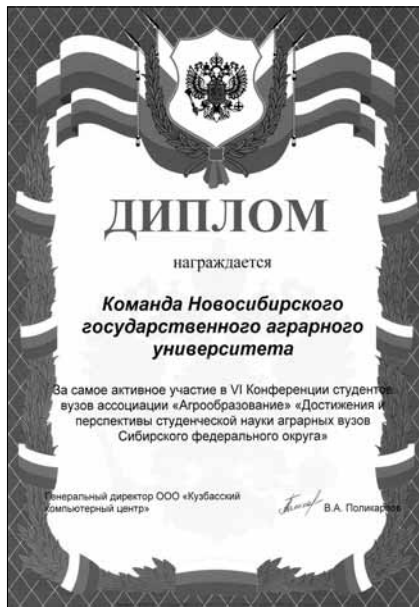 ДИПЛОМ
награждается
Команда Новосибирского
государственного аграрного
университета
За самое активное участие в VI Конференции студентов
вузов ассоциации «Агрообразование» «Достижения и
перспективы студенческой науки аграрных вузов
Сибирского федерального округа»
Генеральный директор ООО «Кузбасский
компьютерный центр»
В.А. Поликарпов